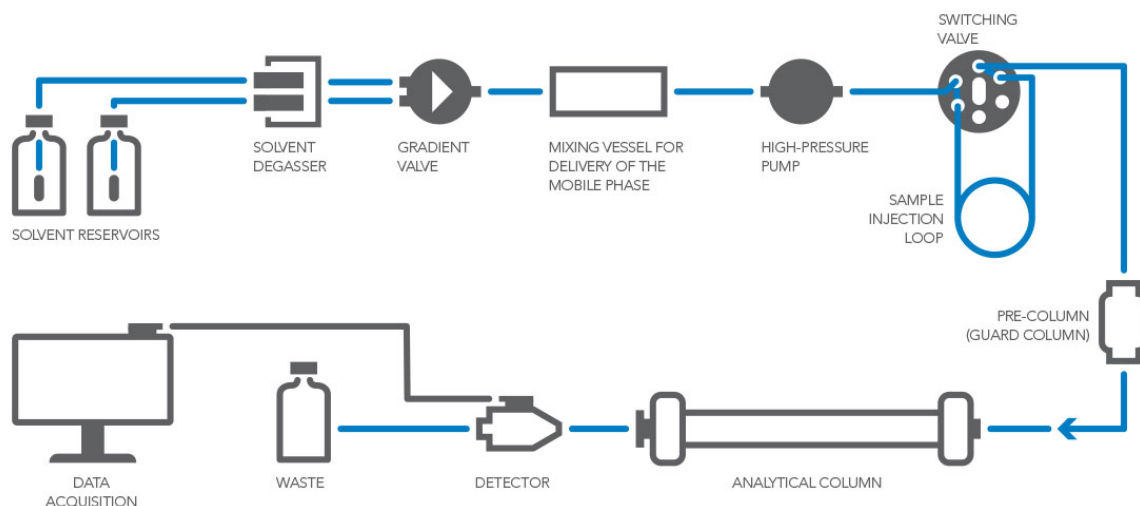 SWITCHING
VALVE
SOLVENT
DEGASSER
GRADIENT
VALVE
MIXING VESSEL FOR
DELIVERY OF THE
MOBILE PHASE
HIGH-PRESSURE
PUMP
SAMPLE
INJECTION
LOOP
SOLVENT RESERVOIRS
PRE-COLUMN
(GUARD COLUMN)
DATA
ACQUISITION
WASTE
DETECTOR
ANALYTICAL COLUMN